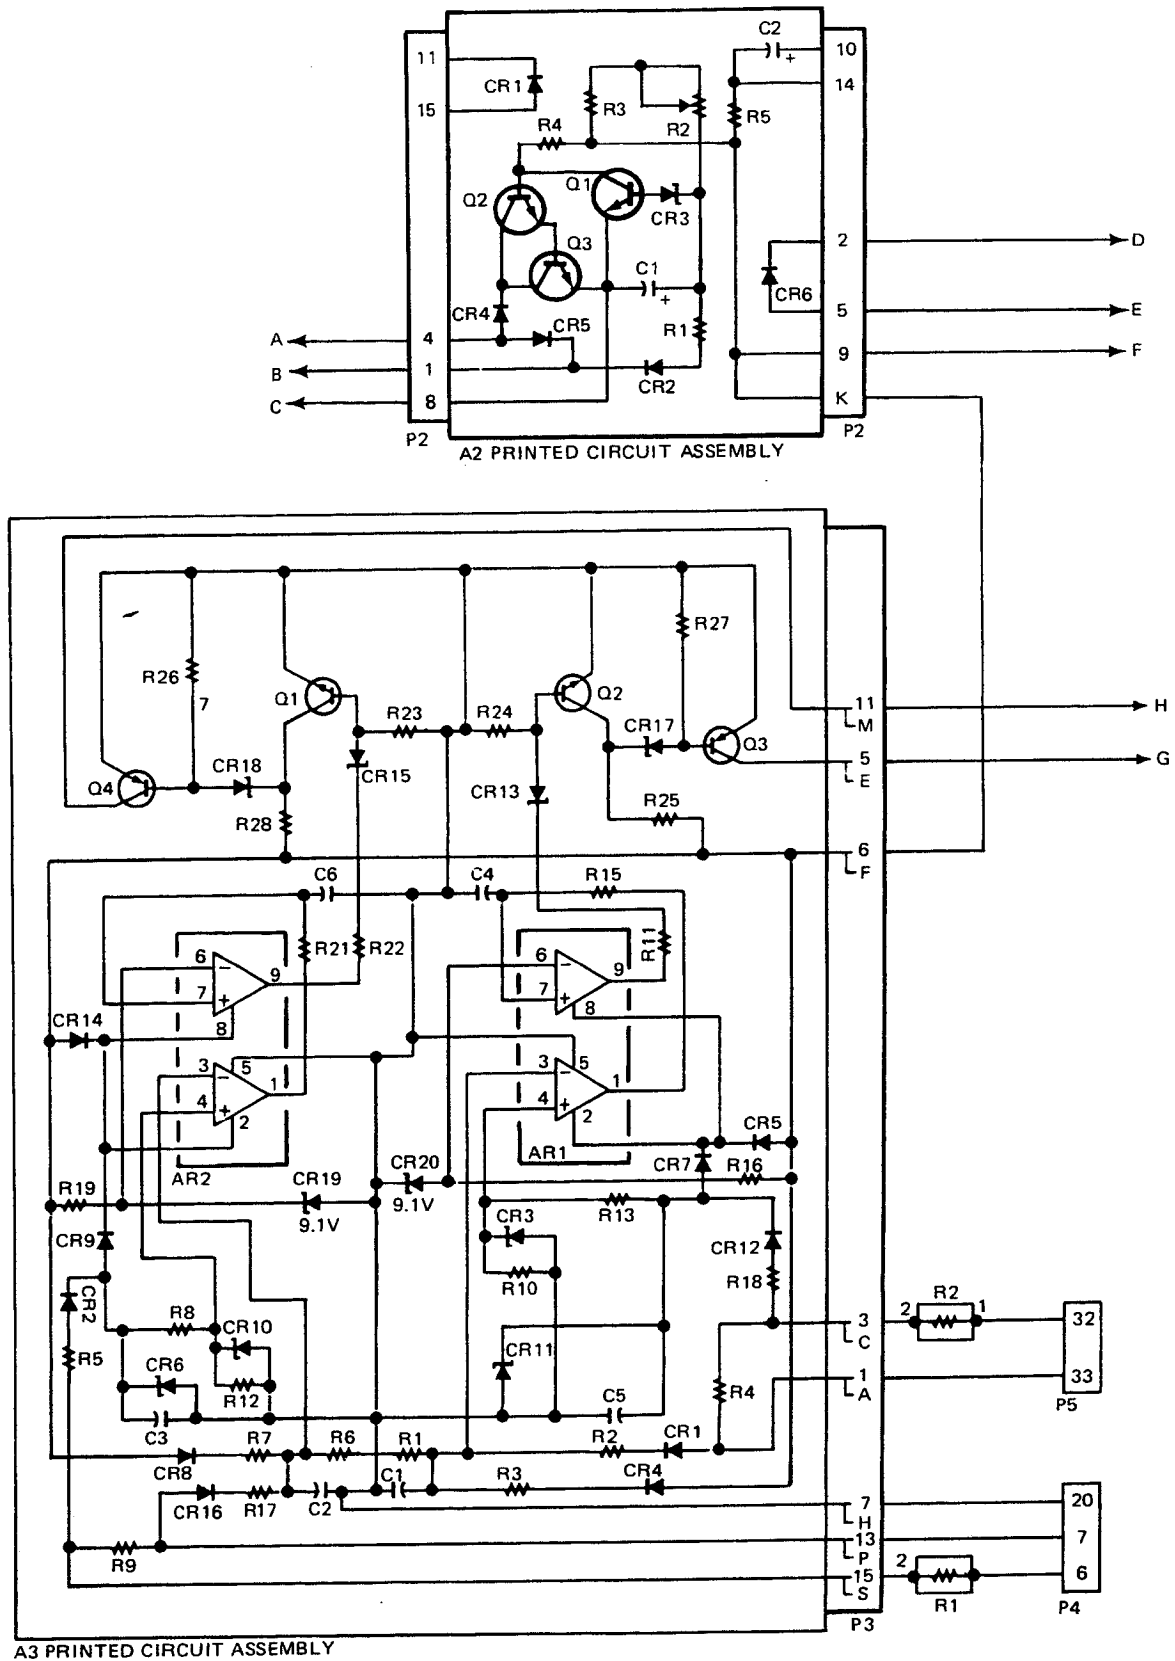 C2
11 10
CR1 + 14
15 R3 R5
R4 R2
Q1
Q2 CR3
Q3 2 D
C1
CR6
CR4 + 5 E
CR5 R1
A 4 9 F
B 1 CR2
C 8 K
P2 P2
A2 PRINTED CIRCUIT ASSEMBLY
R27
R26
7 Q1 Q2 11 H
R23 R24 CR17 M
Q3 5 G
CR18 CR15 E
Q4 CR13
R28 R25
6
F
C6 C4 R15
R21 R22 R11
6 − 9 6 − 9
7 + 7 +
CR14 8 8
3 − 5 1 3 − 5 1
4 + 2 4 + 2
CR5
AR2 AR1 CR7
CR20 R16
R19 CR19 9.1V
9.1V R13
CR9 CR3 CR12
R10 R18
CR2 R8 R2
CR10 3 2 1 32
R5 CR11 C
CR6 R12 R4 1 33
C5 A P5
C3
R7 R6 R1 R2 CR1
CR8 C1 R3 CR4
CR16 R17 C2 7 20
H
13 7
R9 P
15 2 6
S R1
P3 P4
A3 PRINTED CIRCUIT ASSEMBLY